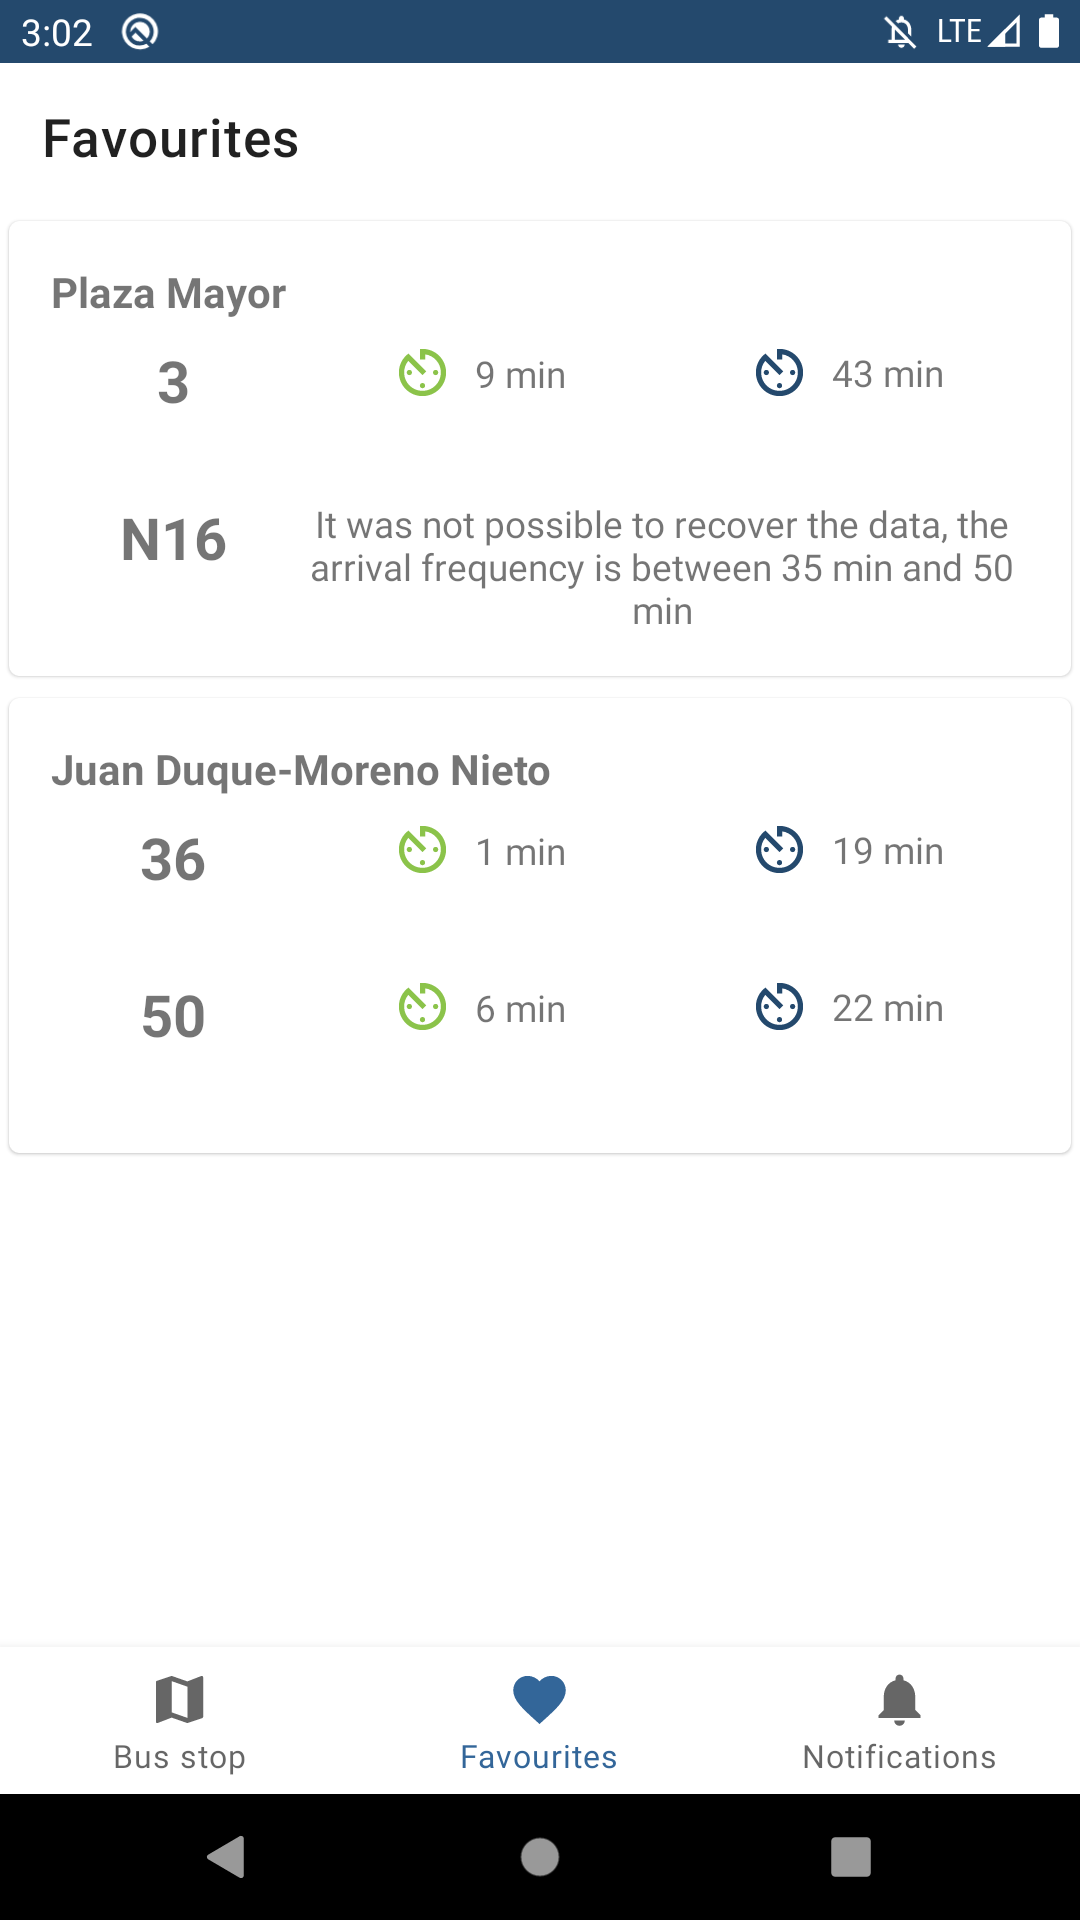 3:02 LTE
Favourites
Plaza Mayor
3 9 min 43 min
N16 It was not possible to recover the data, the
arrival frequency is between 35 min and 50
min
Juan Duque-Moreno Nieto
36 1 min 19 min
50 6 min 22 min
Bus stop Favourites Notifications